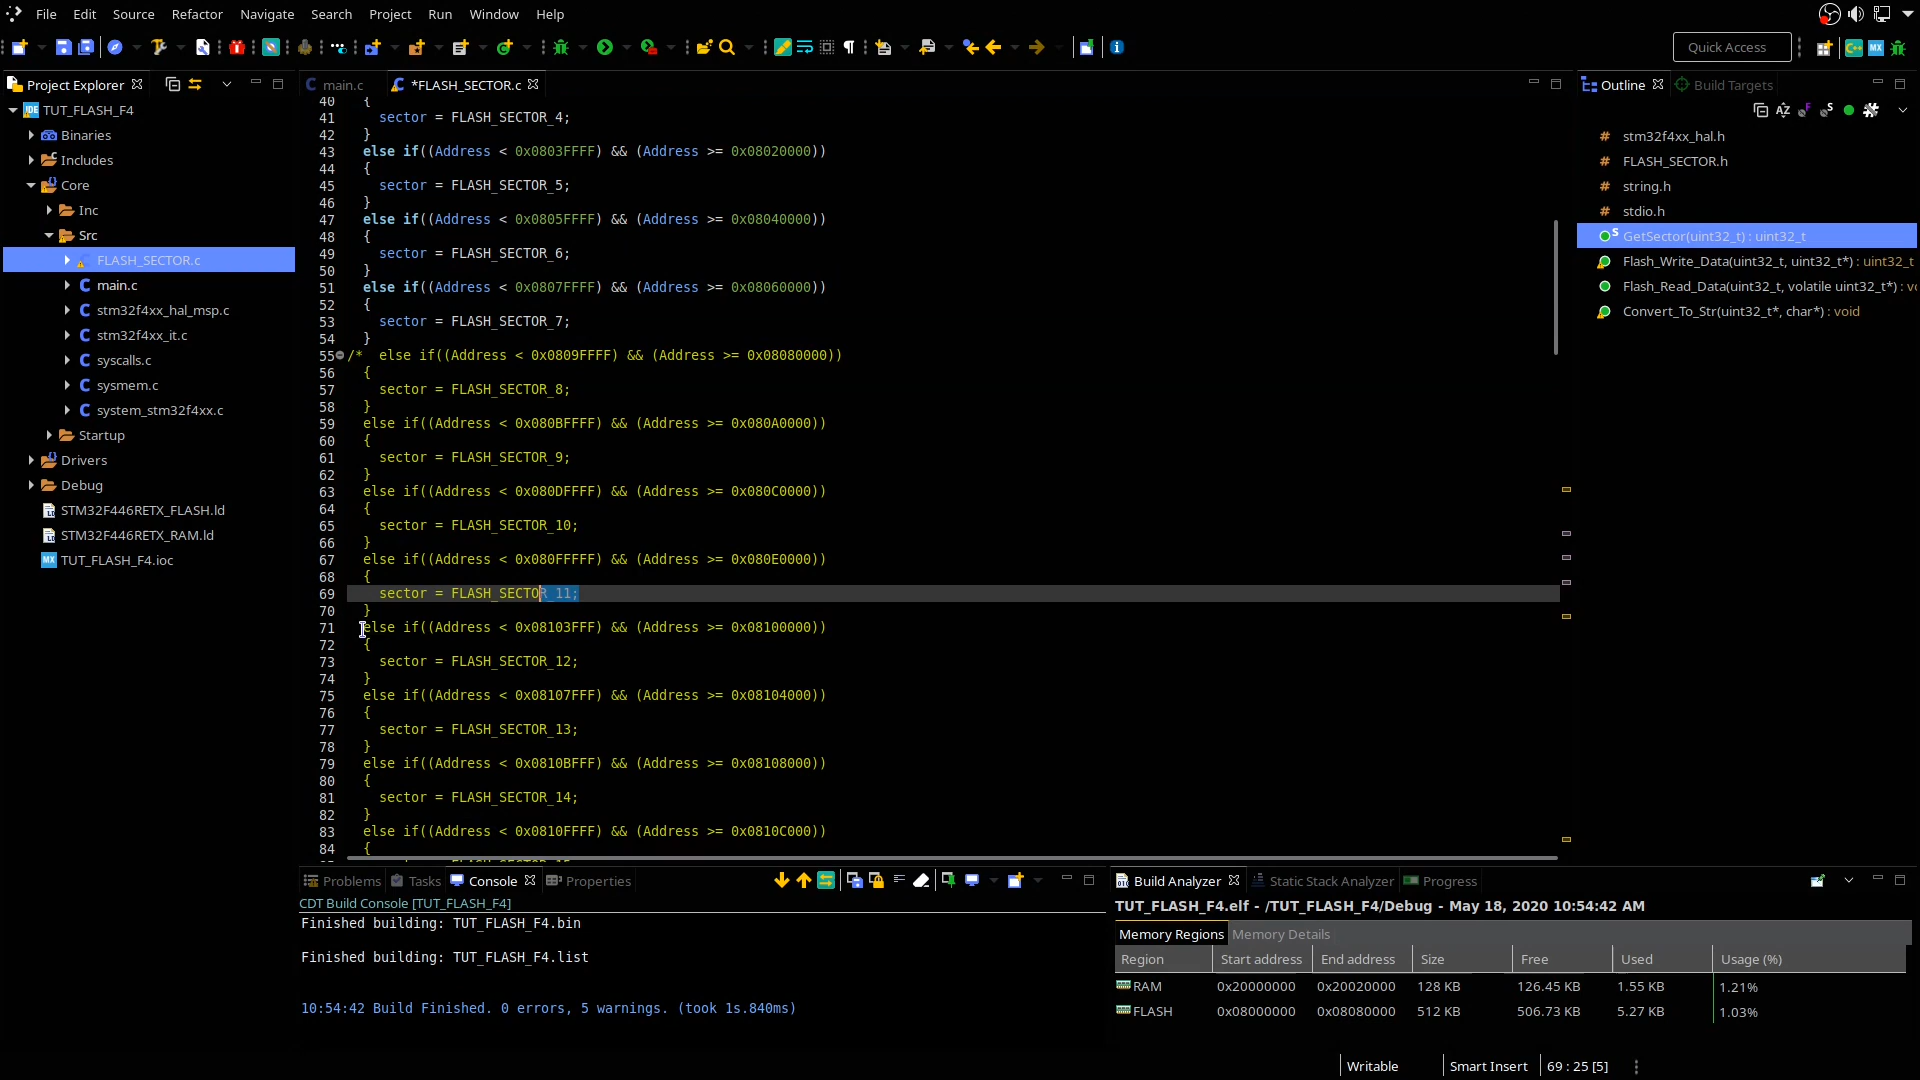 File Edit Source Refactor Navigate Search Project Run Window Help
Quick Access
Project Explorer
main.c
*FLASH_SECTOR.c
Outline
Build Targets
TUT_FLASH_F4
Binaries
Includes
Core
Inc
Src
FLASH_SECTOR.c
main.c
stm32f4xx_hal_msp.c
stm32f4xx_it.c
syscalls.c
sysmem.c
system_stm32f4xx.c
Startup
Drivers
Debug
STM32F446RETX_FLASH.ld
STM32F446RETX_RAM.ld
TUT_FLASH_F4.ioc
40 {
41 sector = FLASH_SECTOR_4;
42 }
43 else if((Address < 0x0803FFFF) && (Address >= 0x08020000))
44 {
45 sector = FLASH_SECTOR_5;
46 }
47 else if((Address < 0x0805FFFF) && (Address >= 0x08040000))
48 {
49 sector = FLASH_SECTOR_6;
50 }
51 else if((Address < 0x0807FFFF) && (Address >= 0x08060000))
52 {
53 sector = FLASH_SECTOR_7;
54 }
55 /* else if((Address < 0x0809FFFF) && (Address >= 0x08080000))
56 {
57 sector = FLASH_SECTOR_8;
58 }
59 else if((Address < 0x080BFFFF) && (Address >= 0x080A0000))
60 {
61 sector = FLASH_SECTOR_9;
62 }
63 else if((Address < 0x080DFFFF) && (Address >= 0x080C0000))
64 {
65 sector = FLASH_SECTOR_10;
66 }
67 else if((Address < 0x080FFFFF) && (Address >= 0x080E0000))
68 {
69 sector = FLASH_SECTOR_11;
70 }
71 else if((Address < 0x08103FFF) && (Address >= 0x08100000))
72 {
73 sector = FLASH_SECTOR_12;
74 }
75 else if((Address < 0x08107FFF) && (Address >= 0x08104000))
76 {
77 sector = FLASH_SECTOR_13;
78 }
79 else if((Address < 0x0810BFFF) && (Address >= 0x08108000))
80 {
81 sector = FLASH_SECTOR_14;
82 }
83 else if((Address < 0x0810FFFF) && (Address >= 0x0810C000))
84 {
stm32f4xx_hal.h
FLASH_SECTOR.h
string.h
stdio.h
GetSector(uint32_t) : uint32_t
Flash_Write_Data(uint32_t, uint32_t*) : uint32_t
Flash_Read_Data(uint32_t, volatile uint32_t*) : vo
Convert_To_Str(uint32_t*, char*) : void
Problems Tasks Console Properties
CDT Build Console [TUT_FLASH_F4]
Finished building: TUT_FLASH_F4.bin
Finished building: TUT_FLASH_F4.list
10:54:42 Build Finished. 0 errors, 5 warnings. (took 1s.840ms)
Build Analyzer Static Stack Analyzer Progress
TUT_FLASH_F4.elf - /TUT_FLASH_F4/Debug - May 18, 2020 10:54:42 AM
Memory Regions Memory Details
Region Start address End address Size Free Used Usage (%)
RAM 0x20000000 0x20020000 128 KB 126.45 KB 1.55 KB 1.21%
FLASH 0x08000000 0x08080000 512 KB 506.73 KB 5.27 KB 1.03%
Writable Smart Insert 69 : 25 [5]